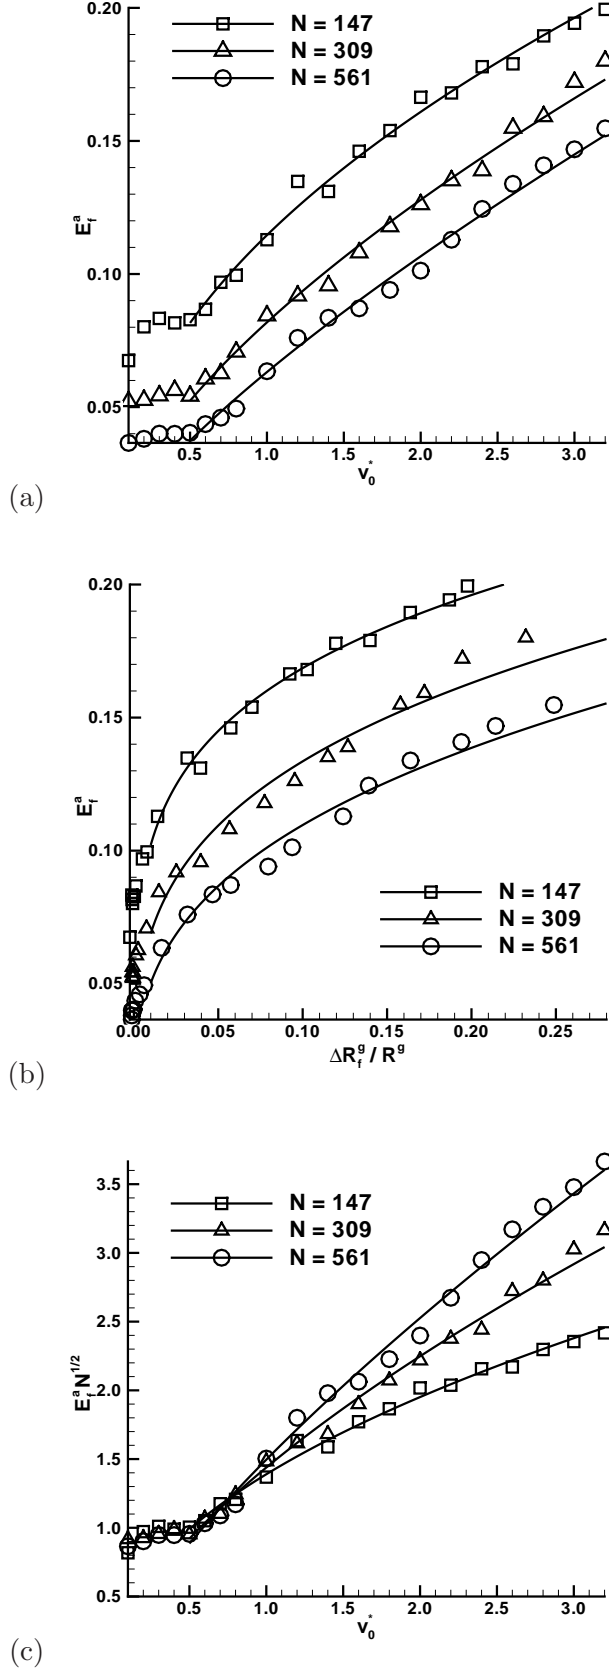 0.20
N = 147
N = 309
N = 561
0.15
E_f^a
0.10
0.05
0.5 1.0 1.5 2.0 2.5 3.0
v_0^*
(a)
0.20
0.15
E_f^a
0.10
N = 147
N = 309
N = 561
0.05
0.00 0.05 0.10 0.15 0.20 0.25
ΔR_f^g / R^g
(b)
3.5
N = 147
N = 309
3.0
N = 561
2.5
E_f^a N^{1/2}
2.0
1.5
1.0
0.5
0.5 1.0 1.5 2.0 2.5 3.0
v_0^*
(c)